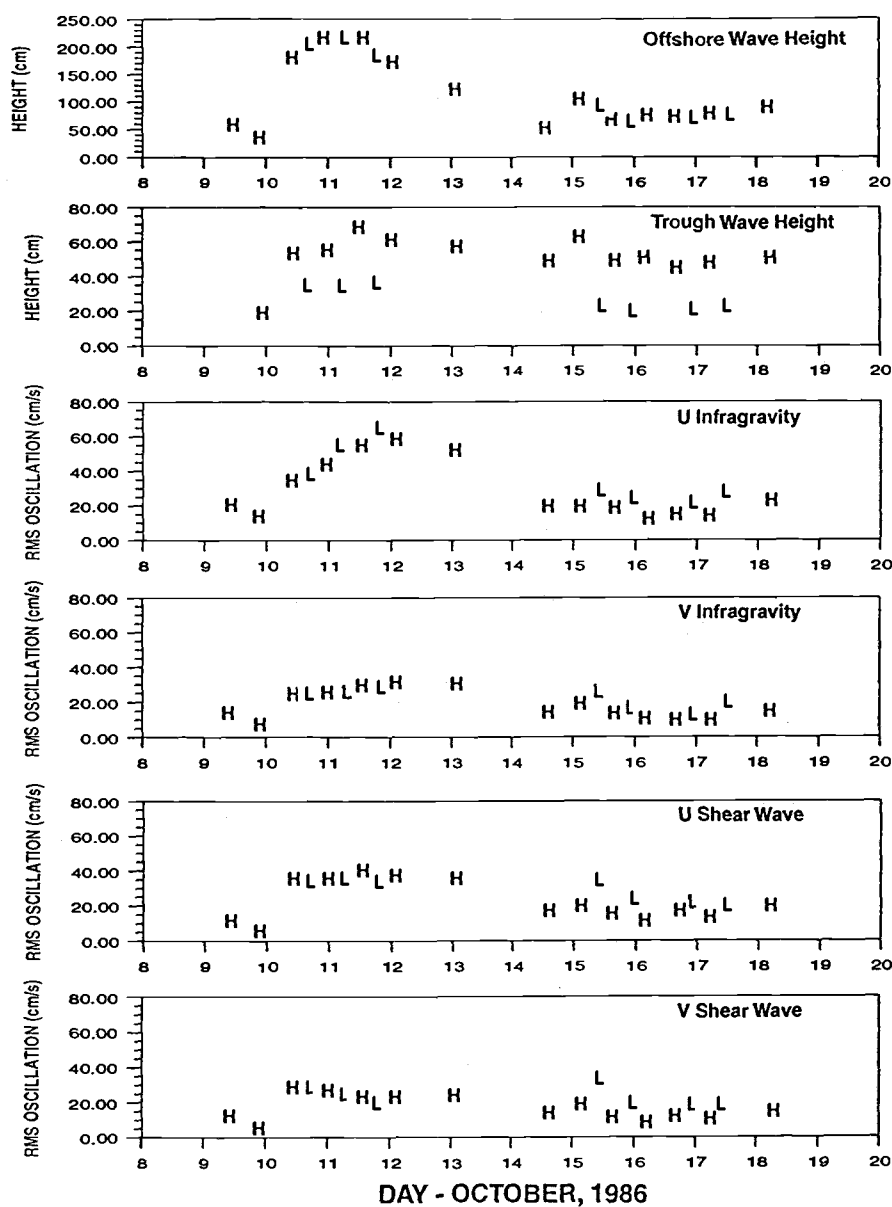 Offshore Wave Height
HEIGHT (cm)
250.00
200.00
150.00
100.00
50.00
0.00
H H H L H L H L H H H H L H L H H L H L H
8 9 10 11 12 13 14 15 16 17 18 19 20
Trough Wave Height
HEIGHT (cm)
80.00
60.00
40.00
20.00
0.00
H H L H L H L H H H H L H L H H L H L H
8 9 10 11 12 13 14 15 16 17 18 19 20
U Infragravity
RMS OSCILLATION (cm/s)
80.00
60.00
40.00
20.00
0.00
H H H L H L H L H H H H L H L H H L H L H
8 9 10 11 12 13 14 15 16 17 18 19 20
V Infragravity
RMS OSCILLATION (cm/s)
80.00
60.00
40.00
20.00
0.00
H H H L H L H L H H H H L H L H H L H L H
8 9 10 11 12 13 14 15 16 17 18 19 20
U Shear Wave
RMS OSCILLATION (cm/s)
80.00
60.00
40.00
20.00
0.00
H H H L H L H L H H H H L H L H H L H L H
8 9 10 11 12 13 14 15 16 17 18 19 20
V Shear Wave
RMS OSCILLATION (cm/s)
80.00
60.00
40.00
20.00
0.00
H H H L H L H L H H H H L H L H H L H L H
8 9 10 11 12 13 14 15 16 17 18 19 20
DAY - OCTOBER, 1986